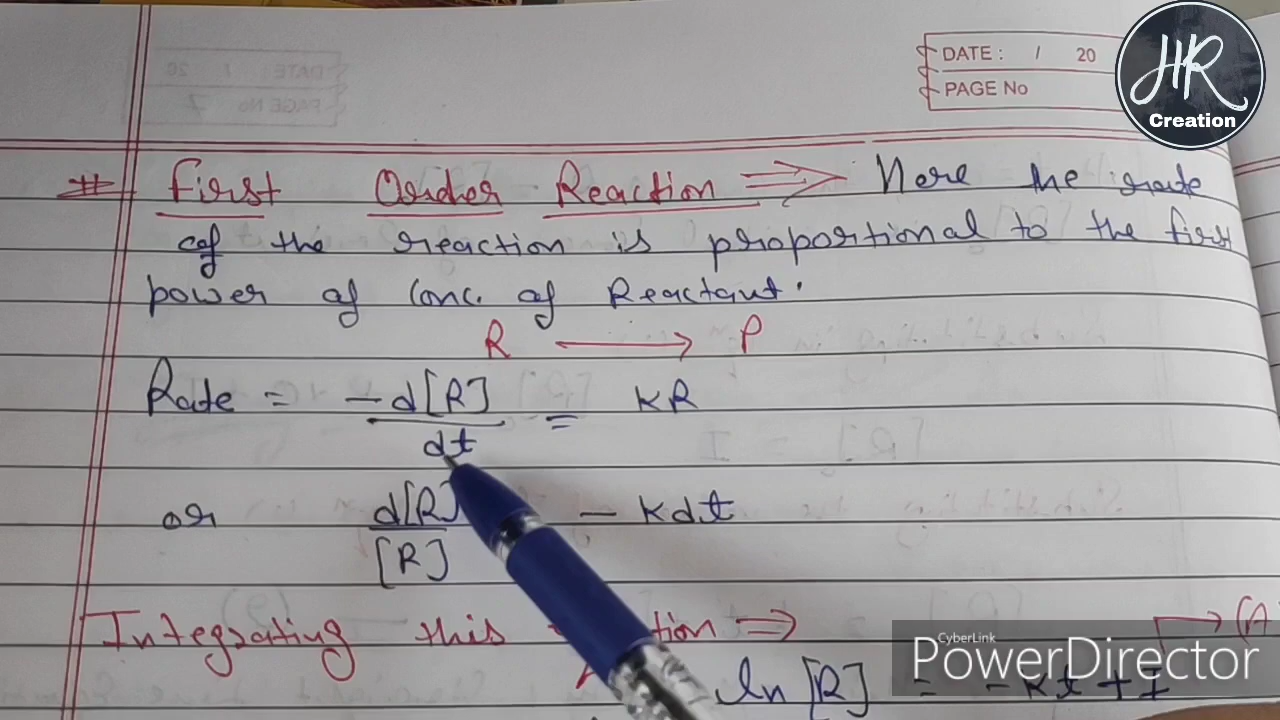 DATE : / 20
PAGE No
HR
Creation
# First Order Reaction ⇒ Here the rate
of the reaction is proportional to the first
power of Conc. of Reactant.
R ⟶ P
Rate = -d[R]/dt = KR
or d[R]/[R] - Kdt
Integrating this ⇒
ln [R] = -Kt + I
CyberLink
PowerDirector